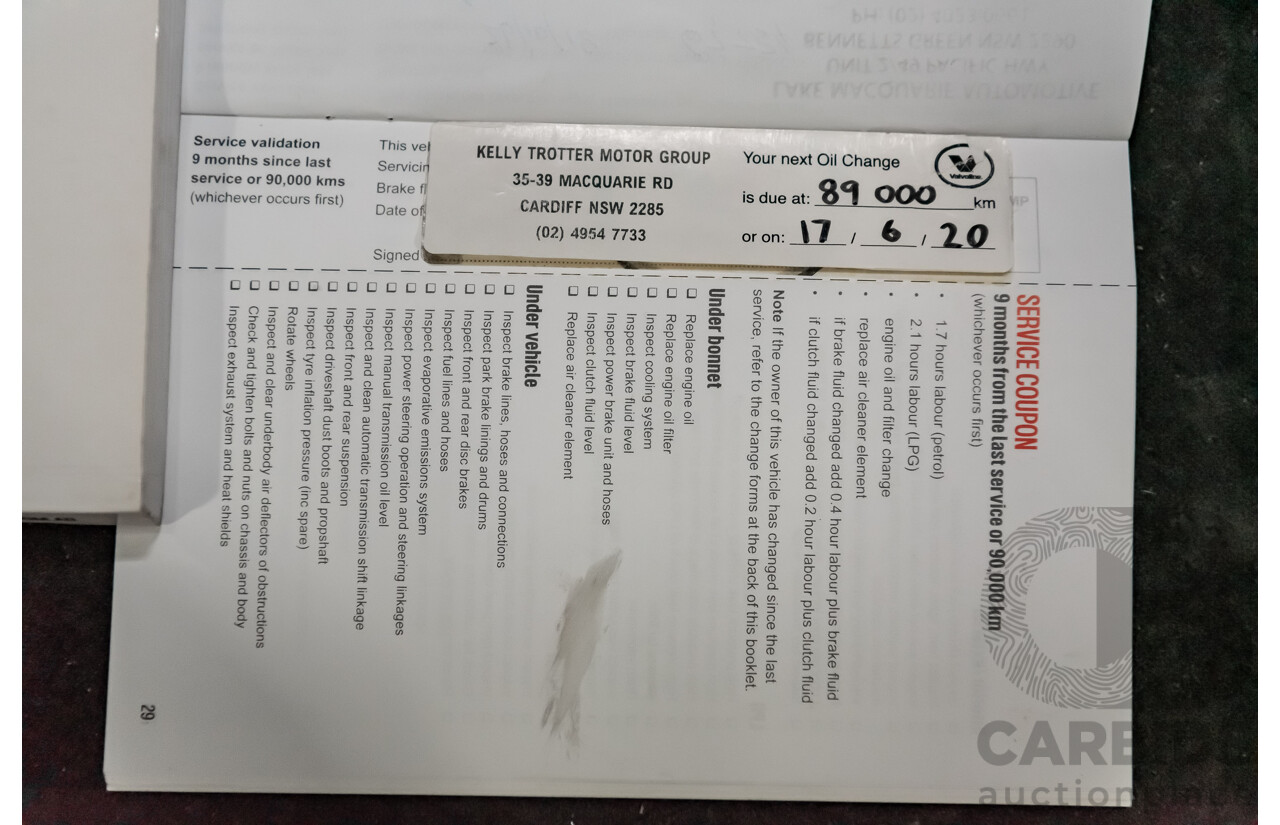 LAKE MACQUARIE AUTOMOTIVE
UNIT 2 49 PACIFIC HWY
BENNETTS GREEN NSW 2290
Service validation
9 months since last
service or 90,000 kms
(whichever occurs first)
This vel
Servicin
Brake fl
Date of
Signed
KELLY TROTTER MOTOR GROUP
35-39 MACQUARIE RD
CARDIFF NSW 2285
(02) 4954 7733
Your next Oil Change
is due at: 89 000 km
or on: 17 / 6 / 20
Valvoline
MP
SERVICE COUPON
9 months from the last service or 90,000 km
(whichever occurs first)
• 1.7 hours labour (petrol)
• 2.1 hours labour (LPG)
• engine oil and filter change
• replace air cleaner element
• if brake fluid changed add 0.4 hour labour plus brake fluid
• if clutch fluid changed add 0.2 hour labour plus clutch fluid
Note If the owner of this vehicle has changed since the last
service, refer to the change forms at the back of this booklet.
Under bonnet
Replace engine oil
Replace engine oil filter
Inspect cooling system
Inspect brake fluid level
Inspect power brake unit and hoses
Inspect clutch fluid level
Replace air cleaner element
Under vehicle
Inspect brake lines, hoses and connections
Inspect park brake linings and drums
Inspect front and rear disc brakes
Inspect fuel lines and hoses
Inspect evaporative emissions system
Inspect power steering operation and steering linkages
Inspect manual transmission oil level
Inspect and clean automatic transmission shift linkage
Inspect front and rear suspension
Inspect driveshaft dust boots and propshaft
Inspect tyre inflation pressure (inc spare)
Rotate wheels
Inspect and clear underbody air deflectors of obstructions
Check and tighten bolts and nuts on chassis and body
Inspect exhaust system and heat shields
29